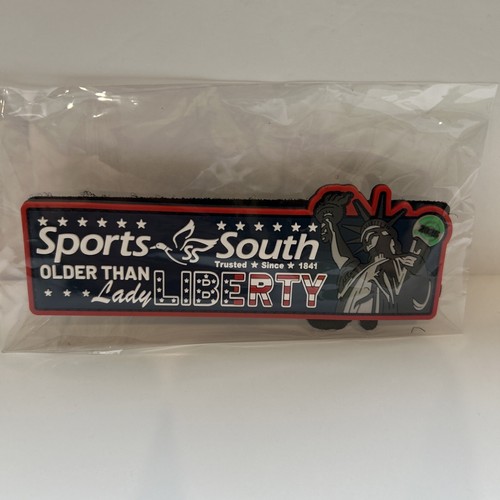 Sports South
Trusted ★ Since ★ 1841
OLDER THAN
Lady LIBERTY